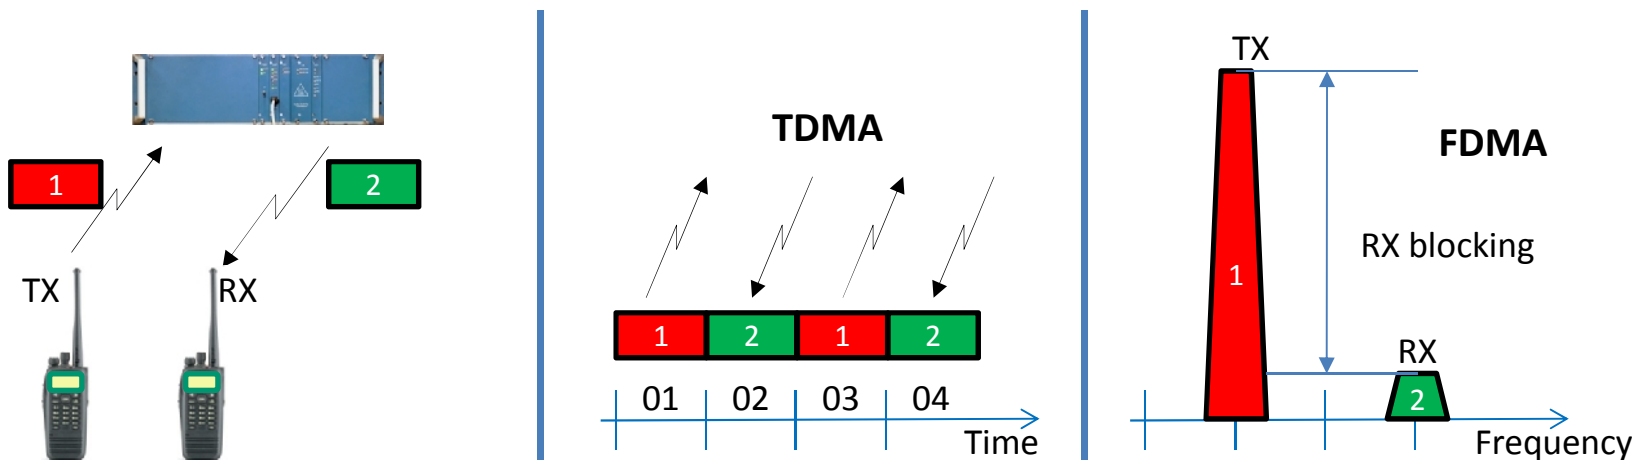 1
2
TX
RX
TDMA
1 2 1 2
01 02 03 04
Time
TX
FDMA
RX blocking
1
RX
2
Frequency